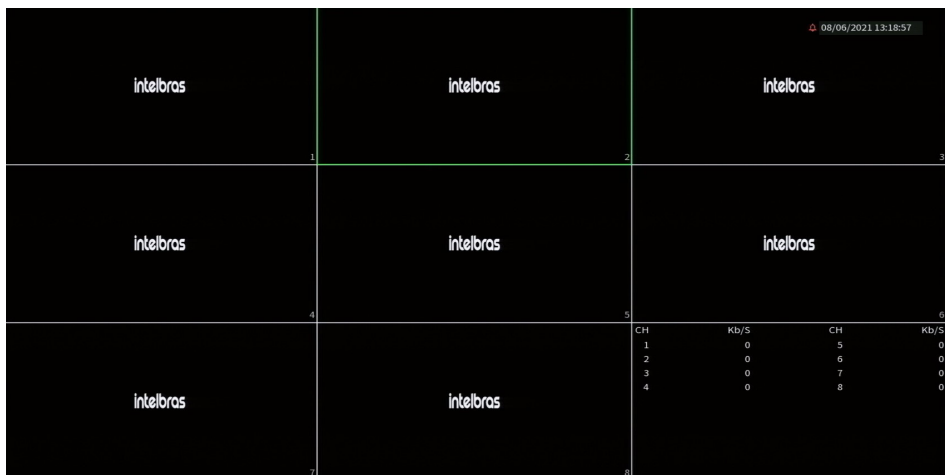 08/06/2021 13:18:57
intelbras
intelbras
intelbras
1
2
3
intelbras
intelbras
intelbras
4
5
6
CH Kb/S CH Kb/S
1 0 5 0
2 0 6 0
3 0 7 0
4 0 8 0
intelbras
intelbras
7
8